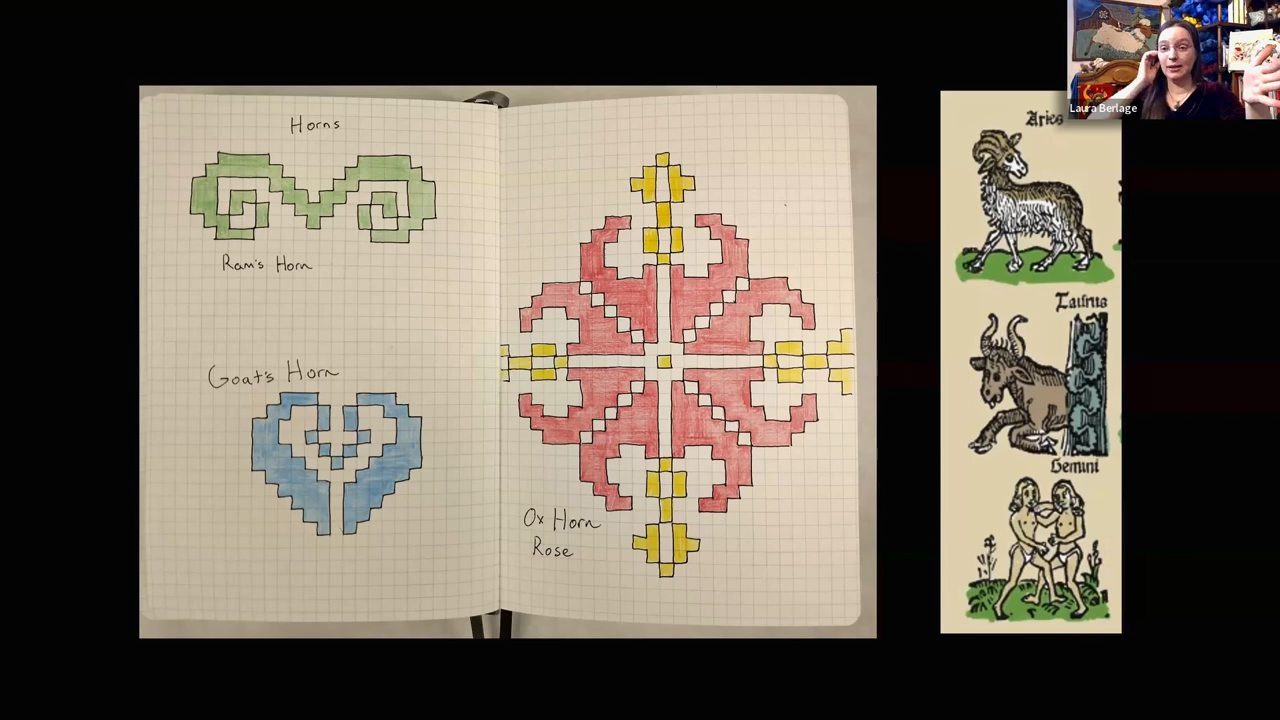 Horns
Ram's Horn
Goat's Horn
Ox Horn
Rose
Laura Berlage
Aries
Taurus
Gemini